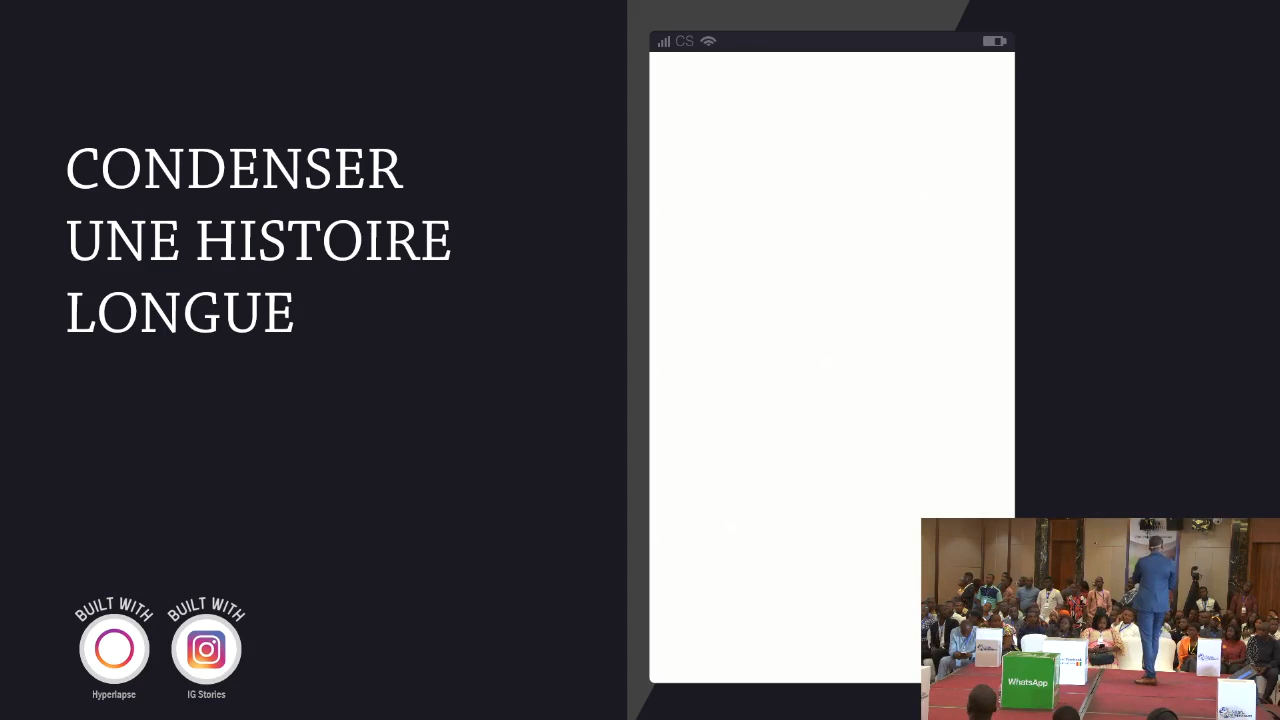 CS
CONDENSER
UNE HISTOIRE
LONGUE
BUILT WITH
BUILT WITH
Hyperlapse
IG Stories
WhatsApp